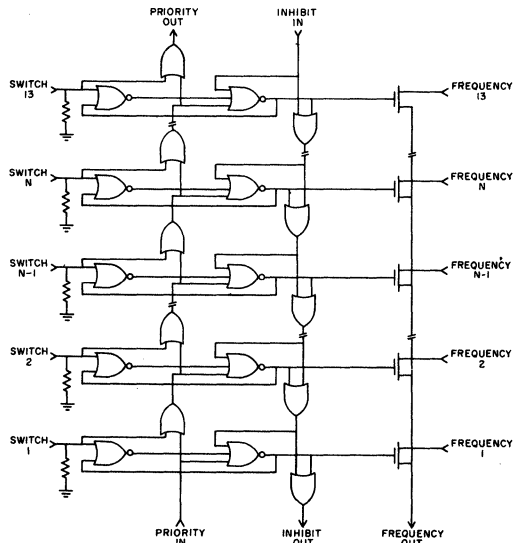 PRIORITY
OUT
INHIBIT
IN
SWITCH
13
FREQUENCY
13
SWITCH
N
FREQUENCY
N
SWITCH
N-1
FREQUENCY
N-1
SWITCH
2
FREQUENCY
2
SWITCH
1
FREQUENCY
1
PRIORITY
IN
INHIBIT
OUT
FREQUENCY
OUT